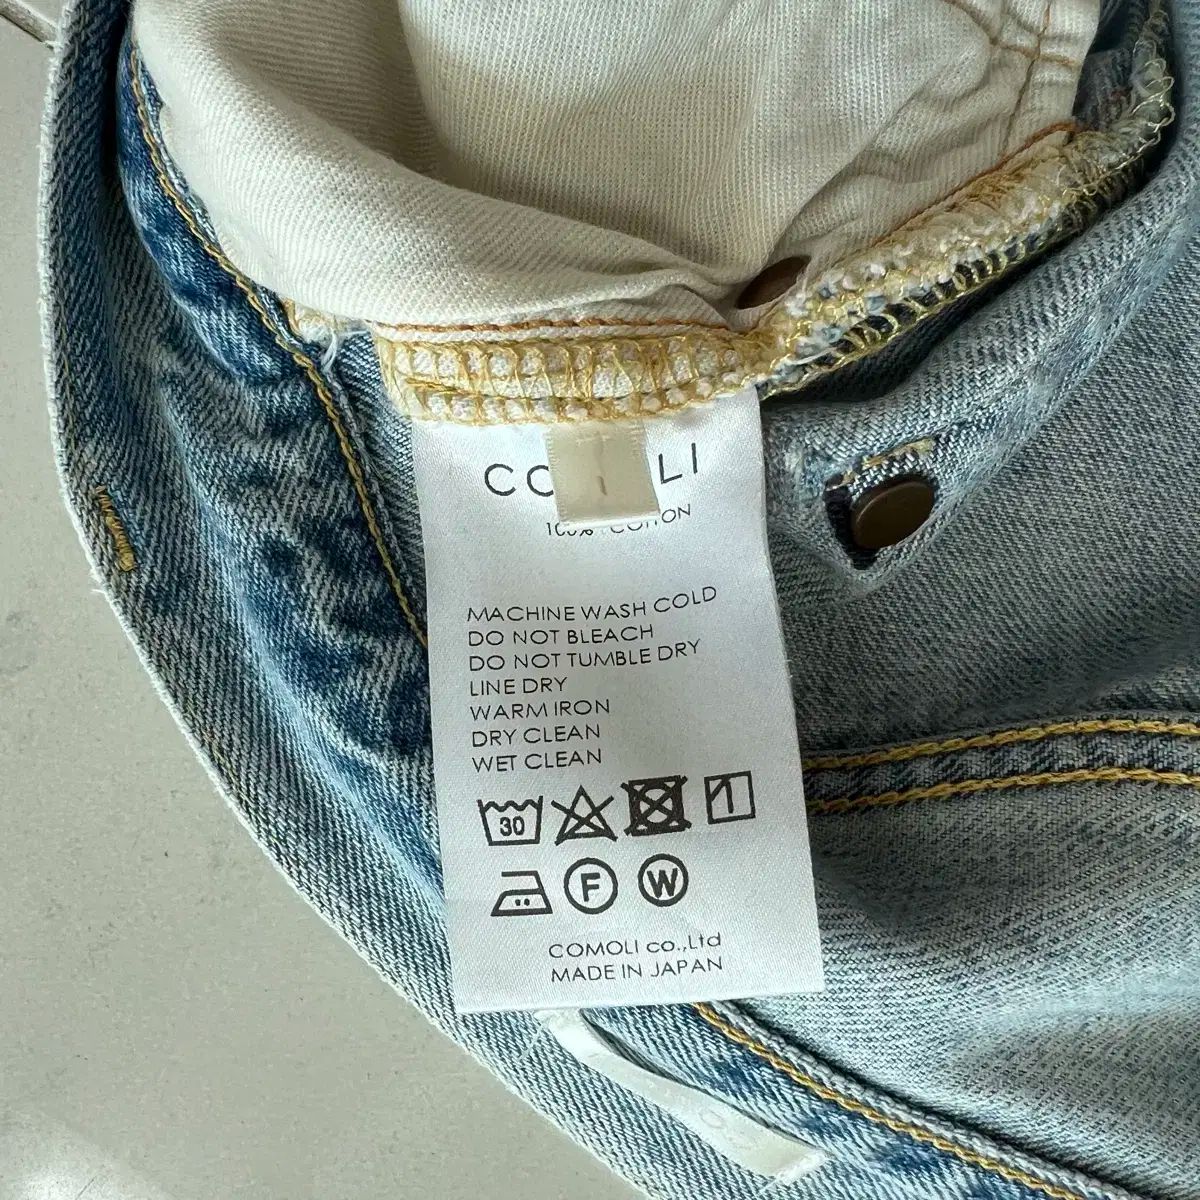 COMOLI
1
100% COTTON
MACHINE WASH COLD
DO NOT BLEACH
DO NOT TUMBLE DRY
LINE DRY
WARM IRON
DRY CLEAN
WET CLEAN
30
F W
COMOLI co.,Ltd
MADE IN JAPAN